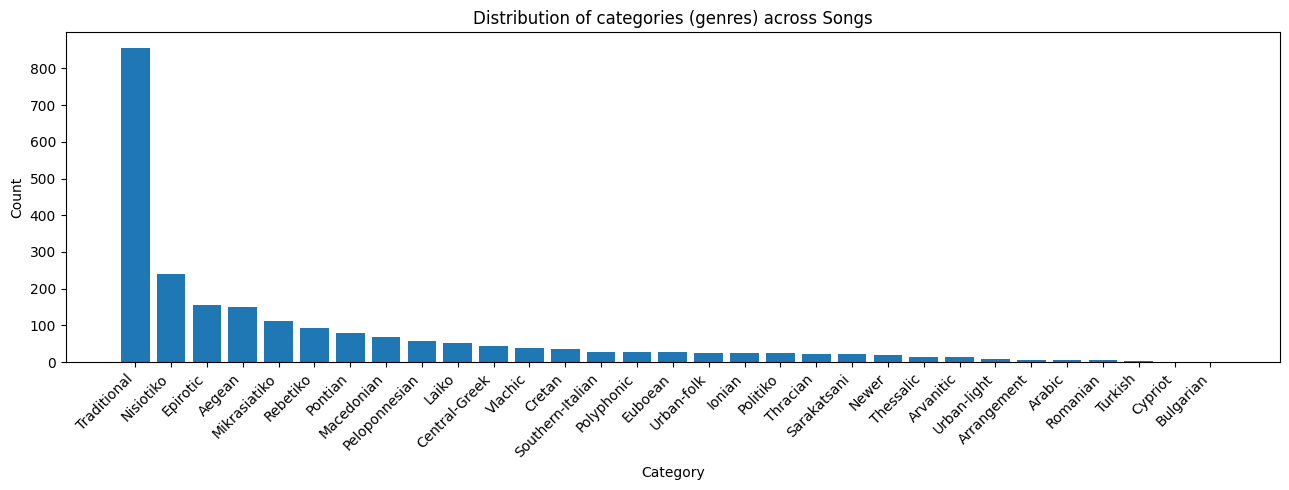 Distribution of categories (genres) across Songs
Count
800
700
600
500
400
300
200
100
0
Traditional
Nisiotiko
Epirotic
Aegean
Mikrasiatiko
Rebetiko
Pontian
Macedonian
Peloponnesian
Laiko
Central-Greek
Vlachic
Cretan
Southern-Italian
Polyphonic
Euboean
Urban-folk
Ionian
Politiko
Thracian
Sarakatsani
Newer
Thessalic
Arvanitic
Urban-light
Arrangement
Arabic
Romanian
Turkish
Cypriot
Bulgarian
Category